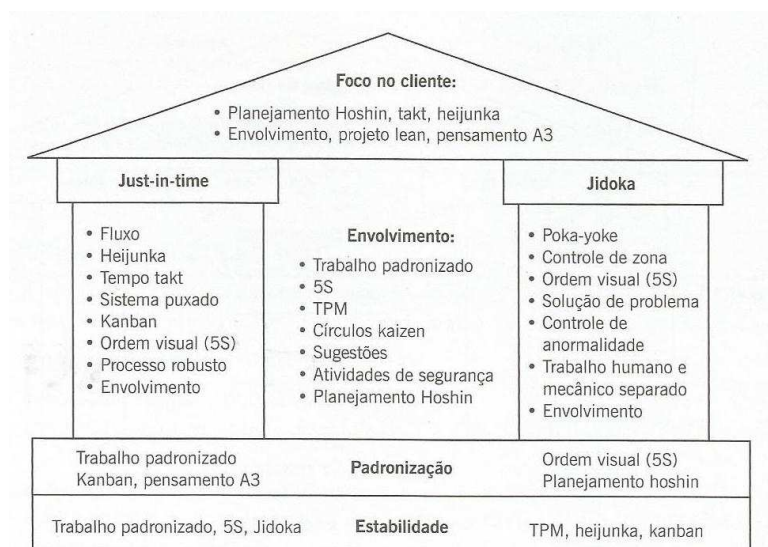 Foco no cliente:
• Planejamento Hoshin, takt, heijunka
• Envolvimento, projeto lean, pensamento A3
Just-in-time
• Fluxo
• Heijunka
• Tempo takt
• Sistema puxado
• Kanban
• Ordem visual (5S)
• Processo robusto
• Envolvimento
Envolvimento:
• Trabalho padronizado
• 5S
• TPM
• Círculos kaizen
• Sugestões
• Atividades de segurança
• Planejamento Hoshin
Jidoka
• Poka-yoke
• Controle de zona
• Ordem visual (5S)
• Solução de problema
• Controle de
anormalidade
• Trabalho humano e
mecânico separado
• Envolvimento
Trabalho padronizado
Kanban, pensamento A3
Padronização
Ordem visual (5S)
Planejamento hoshin
Trabalho padronizado, 5S, Jidoka
Estabilidade
TPM, heijunka, kanban